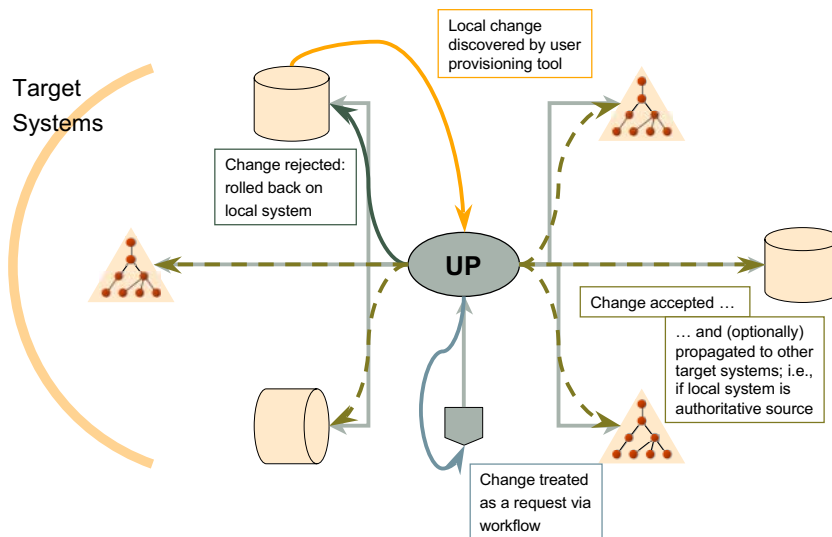 Local change
discovered by user
provisioning tool
Target
Systems
Change rejected:
rolled back on
local system
UP
Change accepted …
… and (optionally)
propagated to other
target systems; i.e.,
if local system is
authoritative source
Change treated
as a request via
workflow